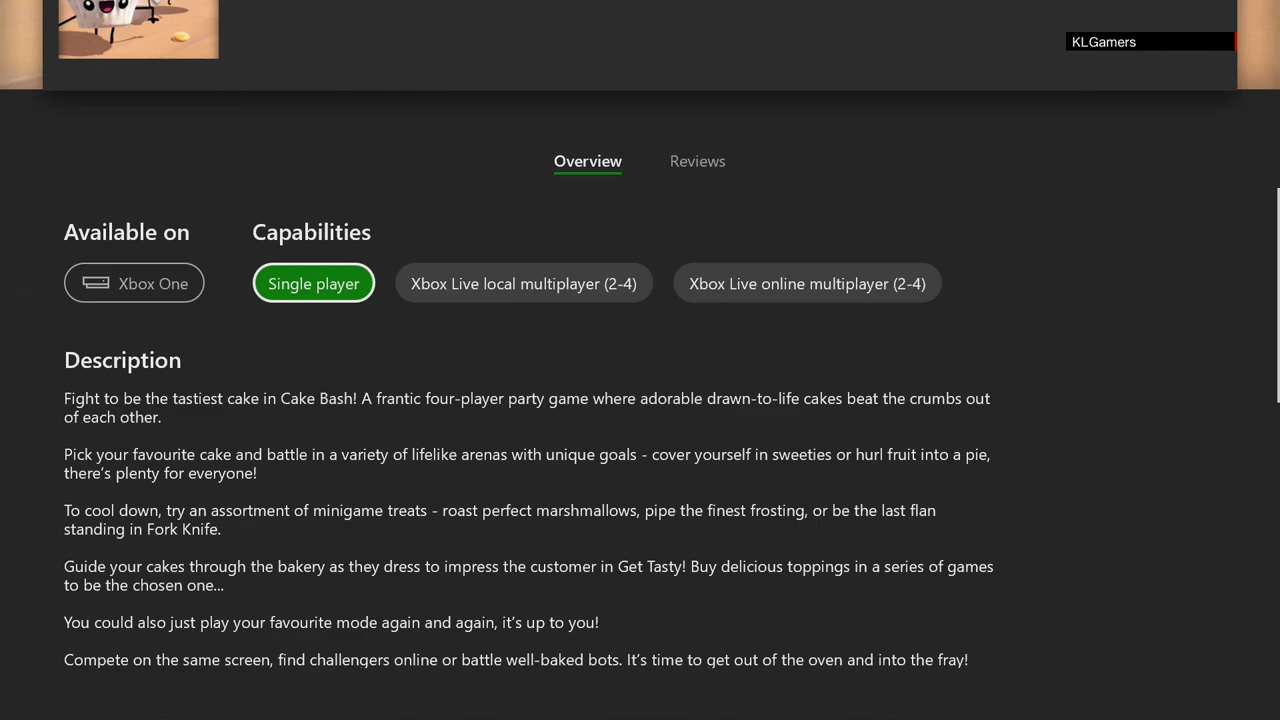 KLGamers
Overview
Reviews
Available on
Capabilities
Xbox One
Single player
Xbox Live local multiplayer (2-4)
Xbox Live online multiplayer (2-4)
Description
Fight to be the tastiest cake in Cake Bash! A frantic four-player party game where adorable drawn-to-life cakes beat the crumbs out
of each other.
Pick your favourite cake and battle in a variety of lifelike arenas with unique goals - cover yourself in sweeties or hurl fruit into a pie,
there's plenty for everyone!
To cool down, try an assortment of minigame treats - roast perfect marshmallows, pipe the finest frosting, or be the last flan
standing in Fork Knife.
Guide your cakes through the bakery as they dress to impress the customer in Get Tasty! Buy delicious toppings in a series of games
to be the chosen one...
You could also just play your favourite mode again and again, it's up to you!
Compete on the same screen, find challengers online or battle well-baked bots. It's time to get out of the oven and into the fray!